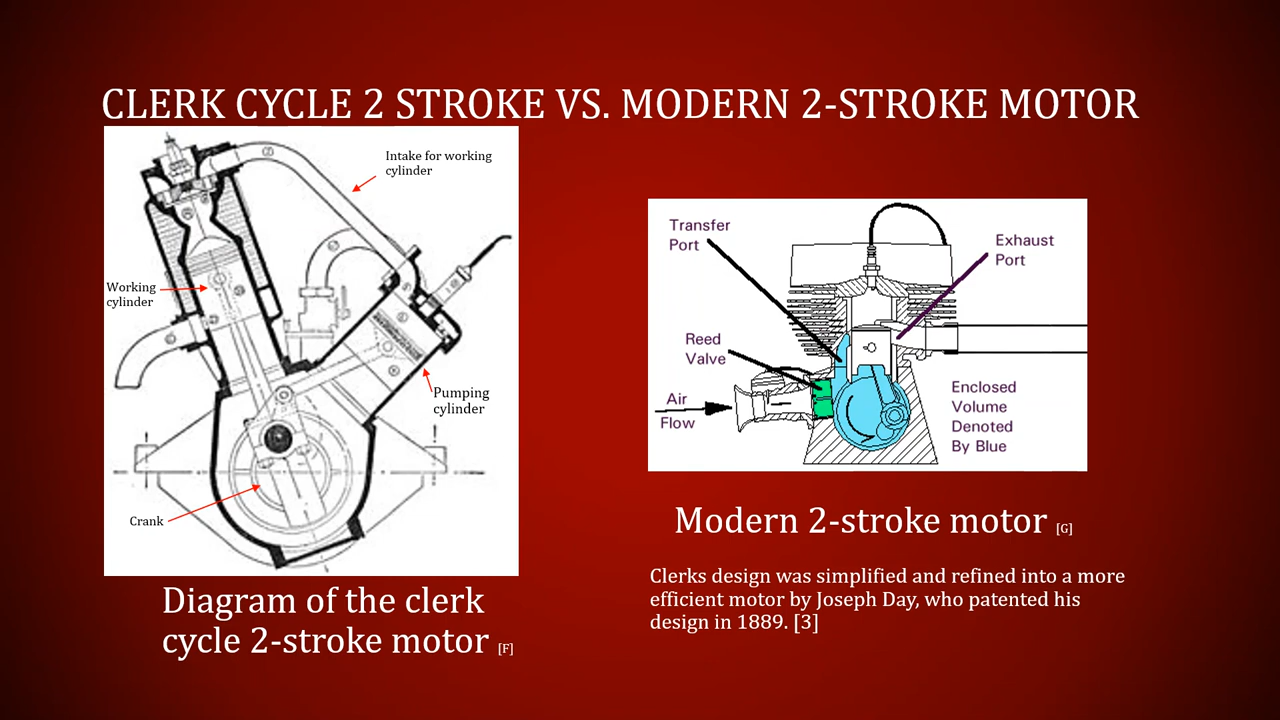 CLERK CYCLE 2 STROKE VS. MODERN 2-STROKE MOTOR
Intake for working
cylinder
Working
cylinder
Pumping
cylinder
Crank
Diagram of the clerk
cycle 2-stroke motor [F]
Transfer
Port
Exhaust
Port
Reed
Valve
Air
Flow
Enclosed
Volume
Denoted
By Blue
Modern 2-stroke motor [G]
Clerks design was simplified and refined into a more
efficient motor by Joseph Day, who patented his
design in 1889. [3]